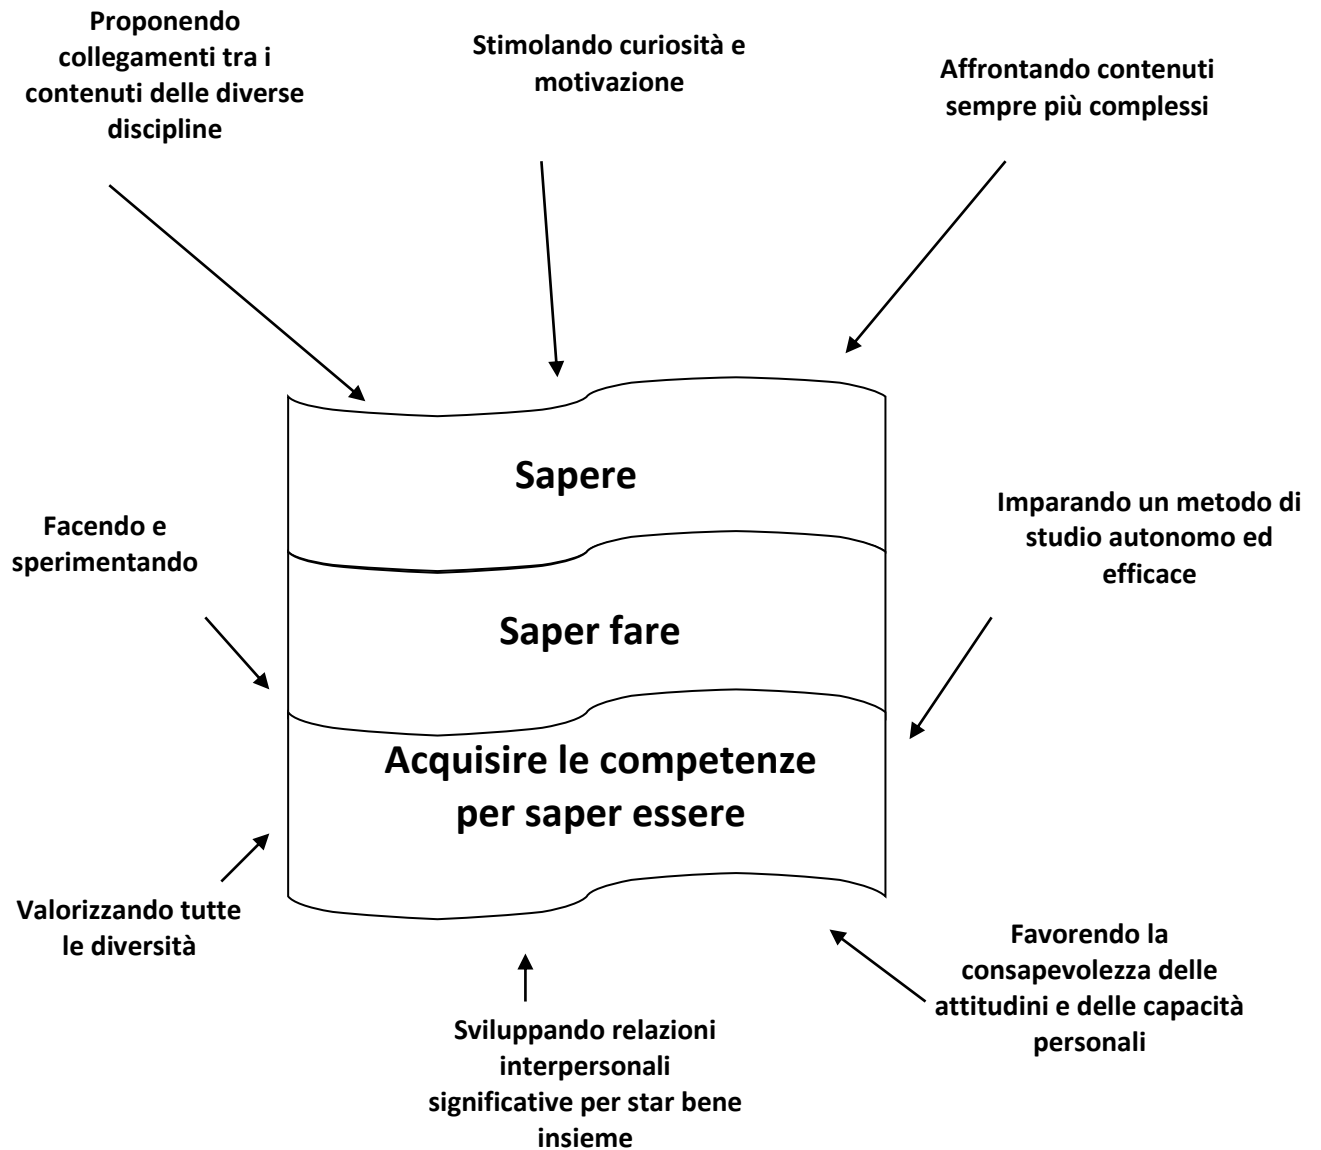 Proponendo
collegamenti tra i
contenuti delle diverse
discipline
Stimolando curiosità e
motivazione
Affrontando contenuti
sempre più complessi
Sapere
Facendo e
sperimentando
Imparando un metodo di
studio autonomo ed
efficace
Saper fare
Acquisire le competenze
per saper essere
Valorizzando tutte
le diversità
Favorendo la
consapevolezza delle
attitudini e delle capacità
personali
Sviluppando relazioni
interpersonali
significative per star bene
insieme